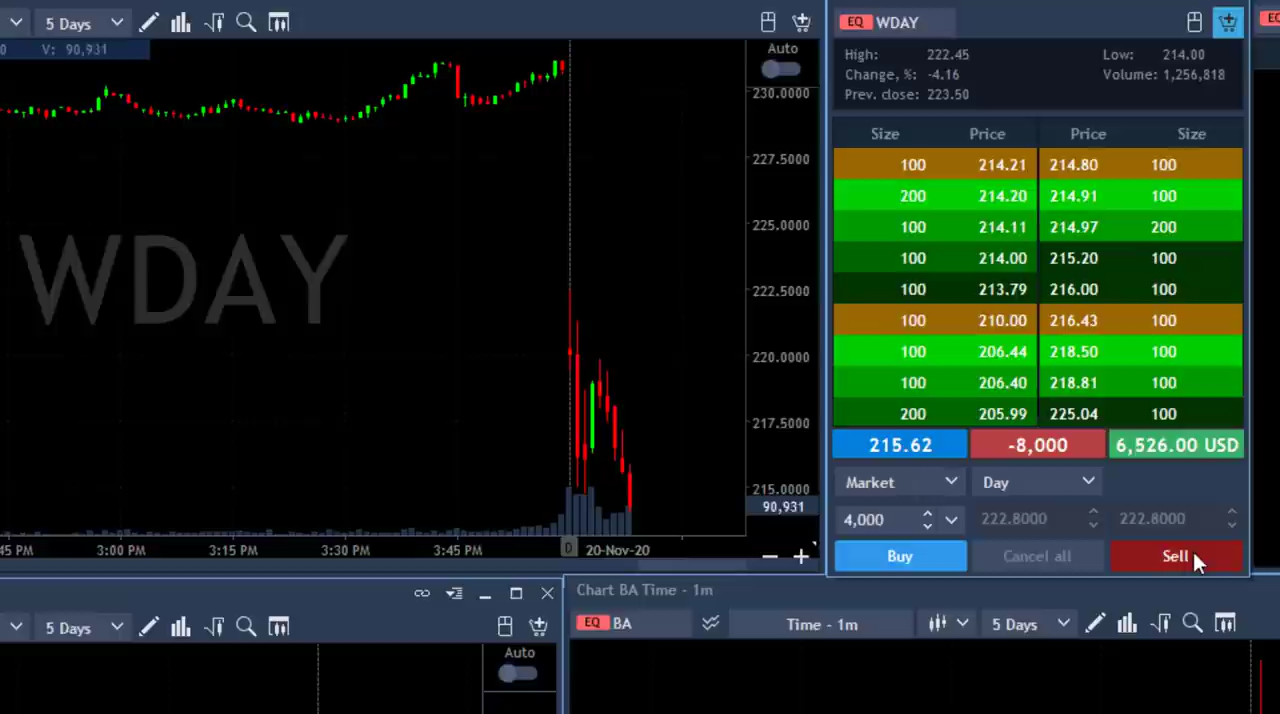 5 Days
0 V: 90,931
Auto
230.0000
227.5000
225.0000
WDAY
222.5000
220.0000
217.5000
215.0000
90,931
:45 PM 3:00 PM 3:15 PM 3:30 PM 3:45 PM D 20-Nov-20
EQ WDAY
High: 222.45 Low: 214.00
Change, %: -4.16 Volume: 1,256,818
Prev. close: 223.50
Size Price Price Size
100 214.21 214.80 100
200 214.20 214.91 100
100 214.11 214.97 200
100 214.00 215.20 100
100 213.79 216.00 100
100 210.00 216.43 100
100 206.44 218.50 100
100 206.40 218.81 100
200 205.99 225.04 100
215.62 -8,000 6,526.00 USD
Market Day
4,000 222.8000 222.8000
Buy Cancel all Sell
5 Days
Auto
Chart BA Time - 1m
EQ BA Time - 1m 5 Days